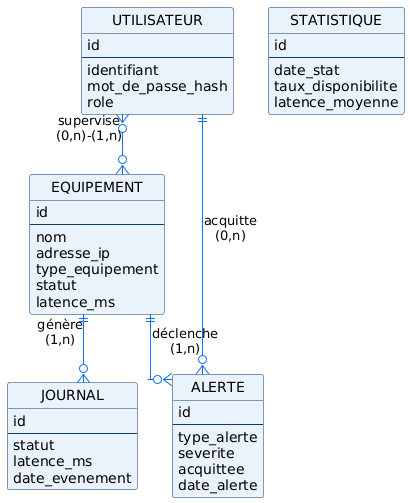 UTILISATEUR
id
identifiant
mot_de_passe_hash
role
STATISTIQUE
id
date_stat
taux_disponibilite
latence_moyenne
supervise
(0,n)-(1,n)
EQUIPEMENT
id
nom
adresse_ip
type_equipement
statut
latence_ms
acquitte
(0,n)
génère
(1,n)
déclenche
(1,n)
JOURNAL
id
statut
latence_ms
date_evenement
ALERTE
id
type_alerte
severite
acquittee
date_alerte